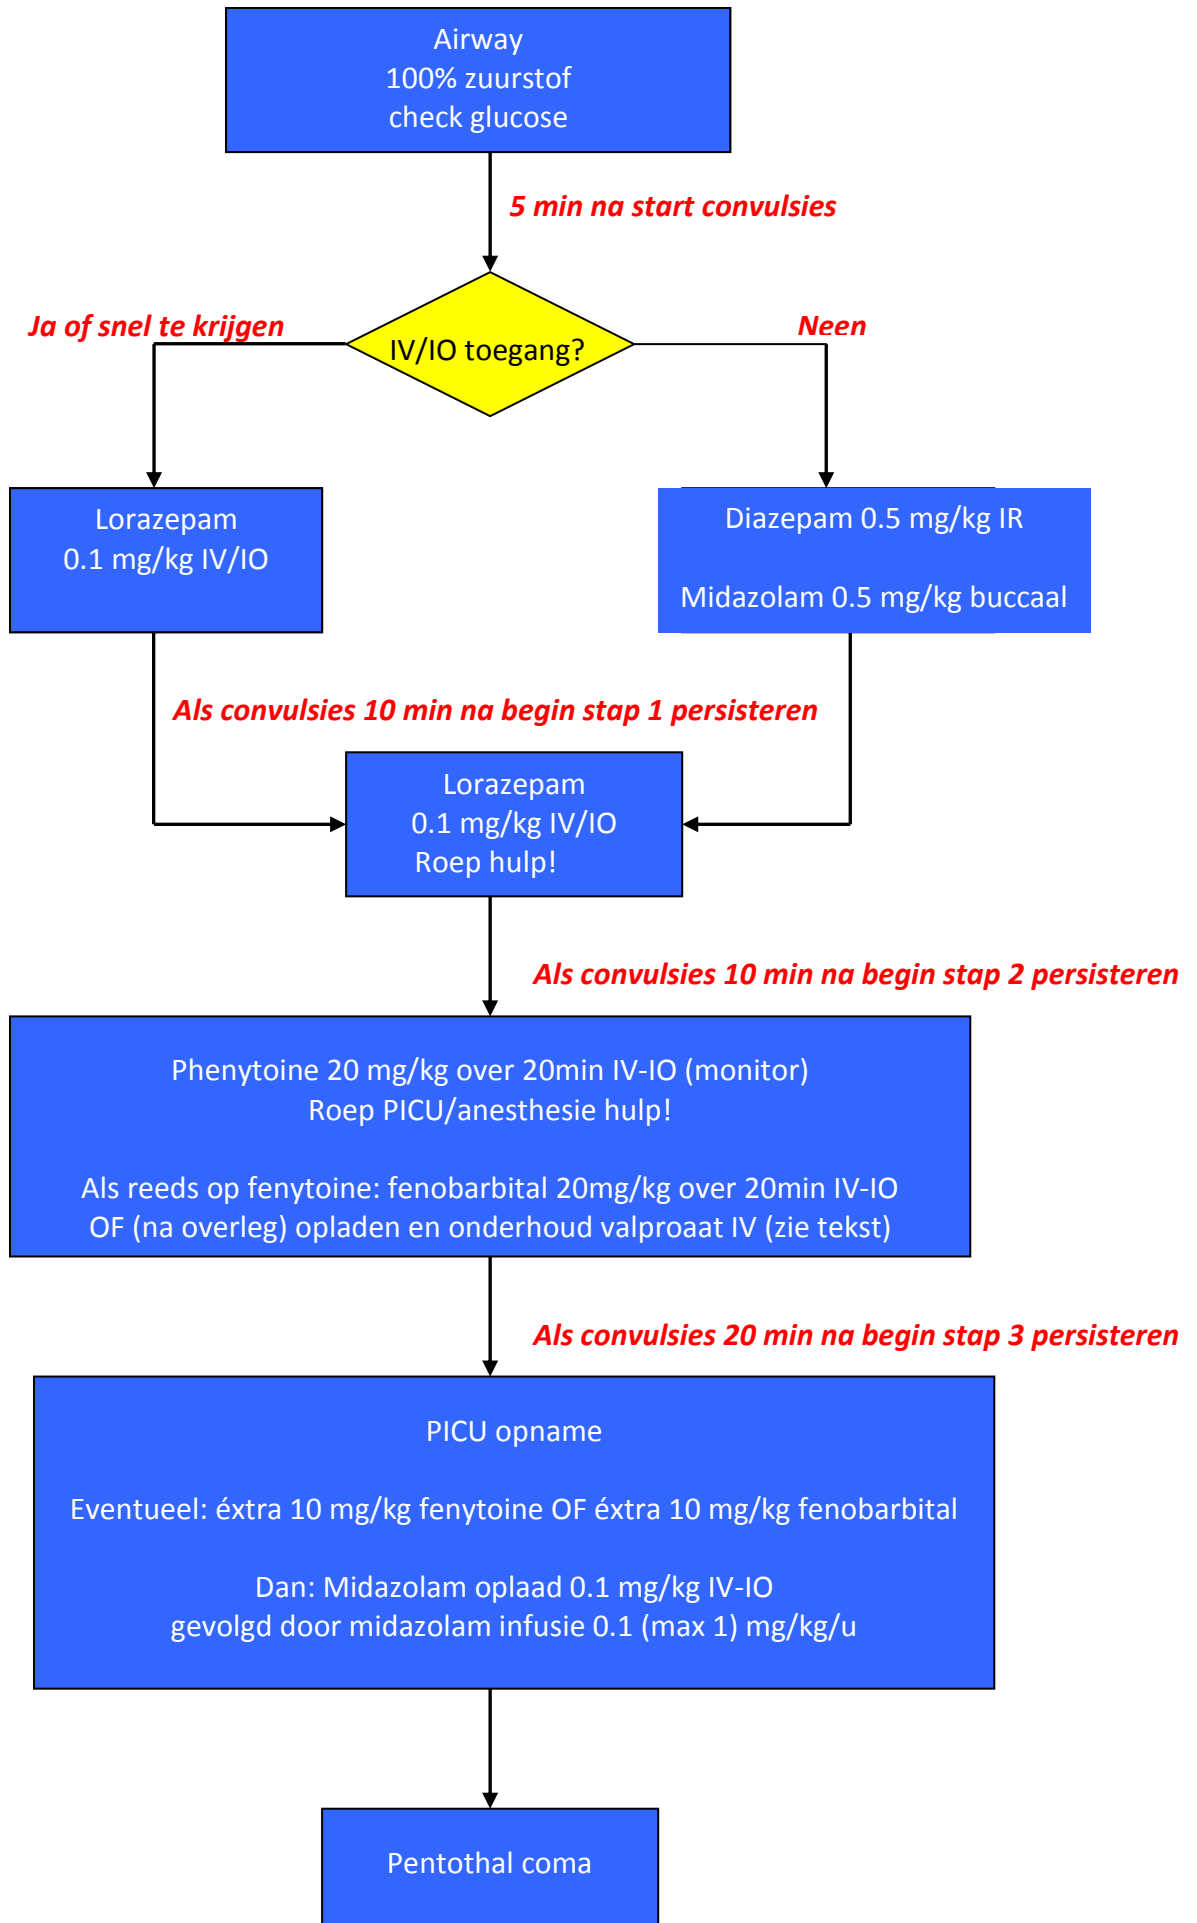 Airway
100% zuurstof
check glucose
5 min na start convulsies
Ja of snel te krijgen
Neen
IV/IO toegang?
Lorazepam
0.1 mg/kg IV/IO
Diazepam 0.5 mg/kg IR
Midazolam 0.5 mg/kg buccaal
Als convulsies 10 min na begin stap 1 persisteren
Lorazepam
0.1 mg/kg IV/IO
Roep hulp!
Als convulsies 10 min na begin stap 2 persisteren
Phenytoine 20 mg/kg over 20min IV-IO (monitor)
Roep PICU/anesthesie hulp!
Als reeds op fenytoine: fenobarbital 20mg/kg over 20min IV-IO
OF (na overleg) opladen en onderhoud valproaat IV (zie tekst)
Als convulsies 20 min na begin stap 3 persisteren
PICU opname
Eventueel: éxtra 10 mg/kg fenytoine OF éxtra 10 mg/kg fenobarbital
Dan: Midazolam oplaad 0.1 mg/kg IV-IO
gevolgd door midazolam infusie 0.1 (max 1) mg/kg/u
Pentothal coma